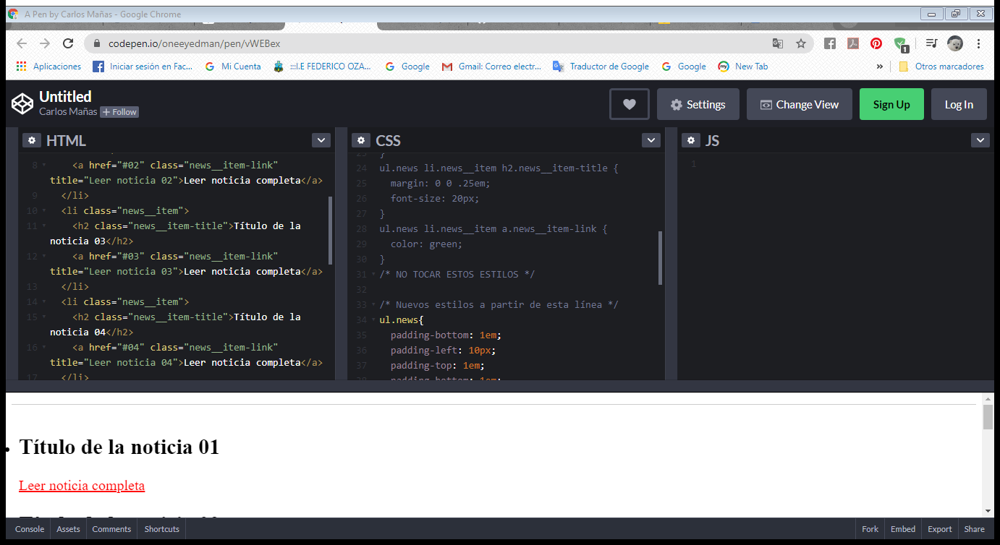 A Pen by Carlos Mañas - Google Chrome
codepen.io/oneeyedman/pen/vWEBex
1
Aplicaciones
Iniciar sesión en Fac...
Mi Cuenta
:::I.E FEDERICO OZA...
Google
Gmail: Correo electr...
Traductor de Google
Google
New Tab
»
Otros marcadores
Untitled
Carlos Mañas + Follow
Settings
Change View
Sign Up
Log In
HTML
8 <a href="#02" class="news__item-link"
title="Leer noticia 02">Leer noticia completa</a>
9 </li>
10 <li class="news__item">
11 <h2 class="news__item-title">Título de la
noticia 03</h2>
12 <a href="#03" class="news__item-link"
title="Leer noticia 03">Leer noticia completa</a>
13 </li>
14 <li class="news__item">
15 <h2 class="news__item-title">Título de la
noticia 04</h2>
16 <a href="#04" class="news__item-link"
title="Leer noticia 04">Leer noticia completa</a>
17 </li>
CSS
23 }
24 ul.news li.news__item h2.news__item-title {
25 margin: 0 0 .25em;
26 font-size: 20px;
27 }
28 ul.news li.news__item a.news__item-link {
29 color: green;
30 }
31 /* NO TOCAR ESTOS ESTILOS */
32
33 /* Nuevos estilos a partir de esta línea */
34 ul.news{
35 padding-bottom: 1em;
36 padding-left: 10px;
37 padding-top: 1em;
38 padding-bottom: 1em;
JS
1
Título de la noticia 01
Leer noticia completa
Console
Assets
Comments
Shortcuts
Fork
Embed
Export
Share